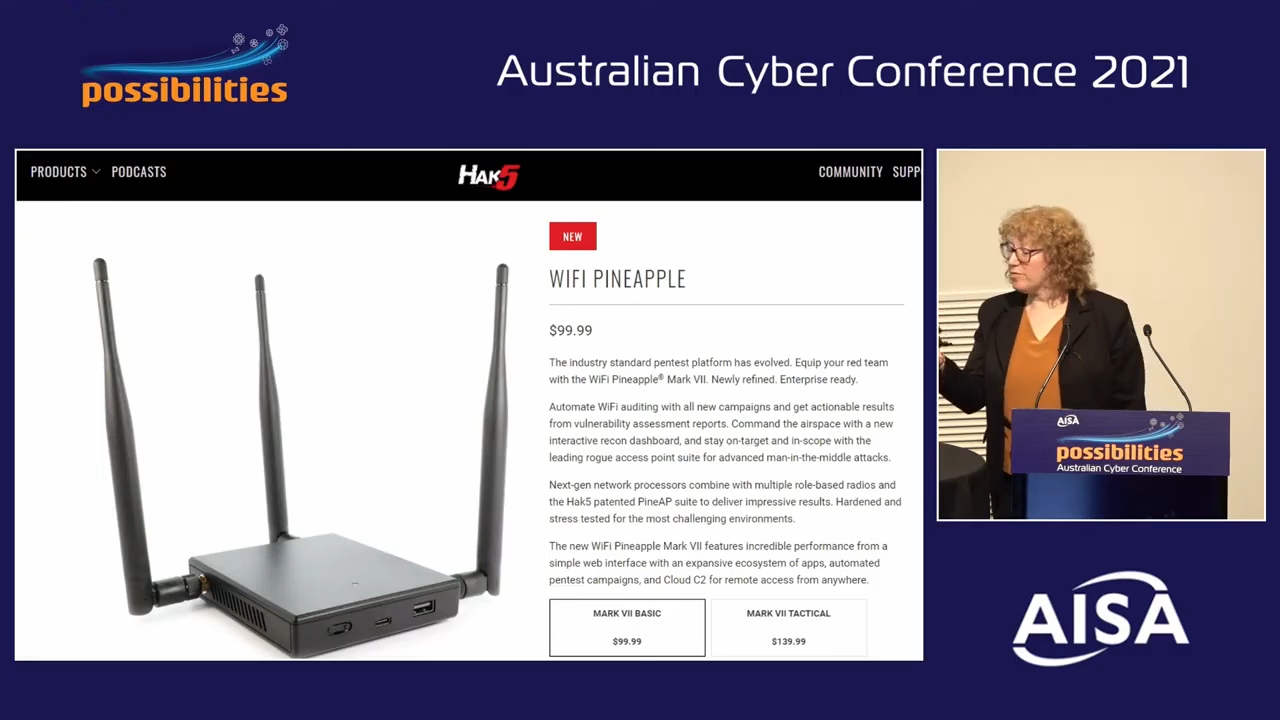 possibilities
Australian Cyber Conference 2021
PRODUCTS PODCASTS
HAK5
COMMUNITY SUPP
NEW
WIFI PINEAPPLE
$99.99
The industry standard pentest platform has evolved. Equip your red team
with the WiFi Pineapple® Mark VII. Newly refined. Enterprise ready.
Automate WiFi auditing with all new campaigns and get actionable results
from vulnerability assessment reports. Command the airspace with a new
interactive recon dashboard, and stay on-target and in-scope with the
leading rogue access point suite for advanced man-in-the-middle attacks.
Next-gen network processors combine with multiple role-based radios and
the Hak5 patented PineAP suite to deliver impressive results. Hardened and
stress tested for the most challenging environments.
The new WiFi Pineapple Mark VII features incredible performance from a
simple web interface with an expansive ecosystem of apps, automated
pentest campaigns, and Cloud C2 for remote access from anywhere.
MARK VII BASIC
$99.99
MARK VII TACTICAL
$139.99
AISA
possibilities
Australian Cyber Conference
AISA